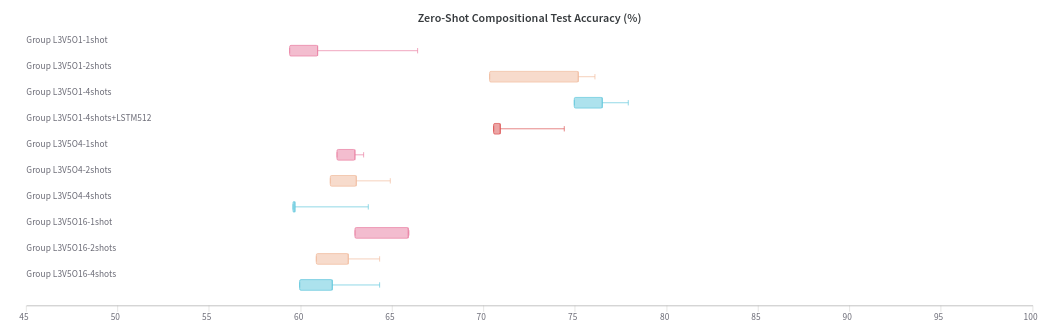 Zero-Shot Compositional Test Accuracy (%)
Group L3V5O1-1shot
Group L3V5O1-2shots
Group L3V5O1-4shots
Group L3V5O1-4shots+LSTM512
Group L3V5O4-1shot
Group L3V5O4-2shots
Group L3V5O4-4shots
Group L3V5O16-1shot
Group L3V5O16-2shots
Group L3V5O16-4shots
45 50 55 60 65 70 75 80 85 90 95 100